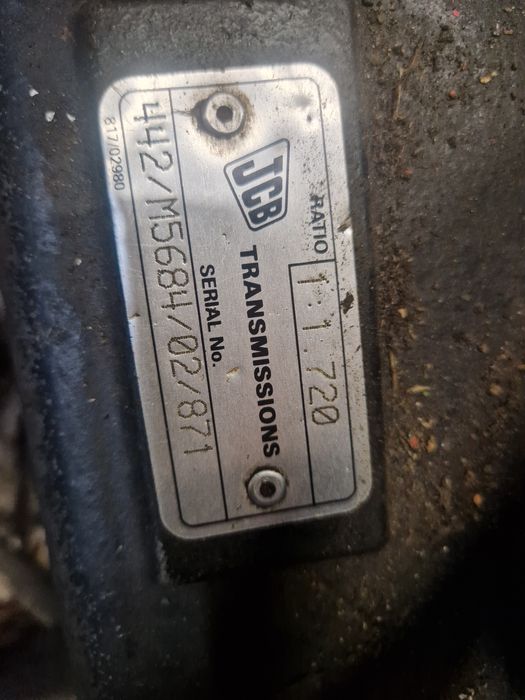 JCB
RATIO
1:1.720
TRANSMISSIONS
SERIAL No.
442/M5684/02/871
817/02980